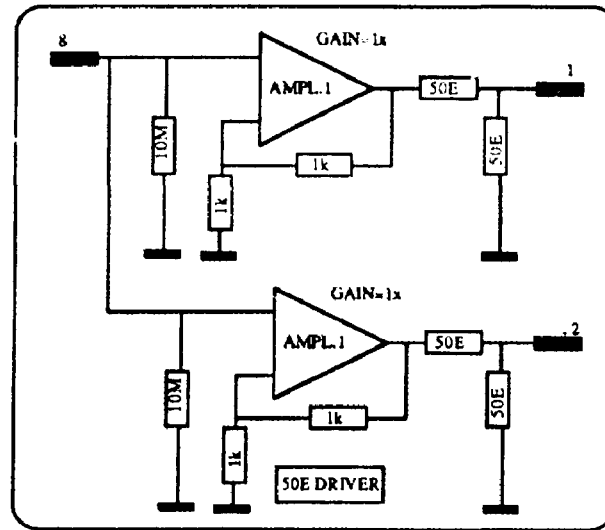 8
GAIN=1x
1
AMPL.1
50E
10M
50E
1k
1k
GAIN=1x
.2
AMPL.1
50E
10M
50E
1k
1k
50E DRIVER